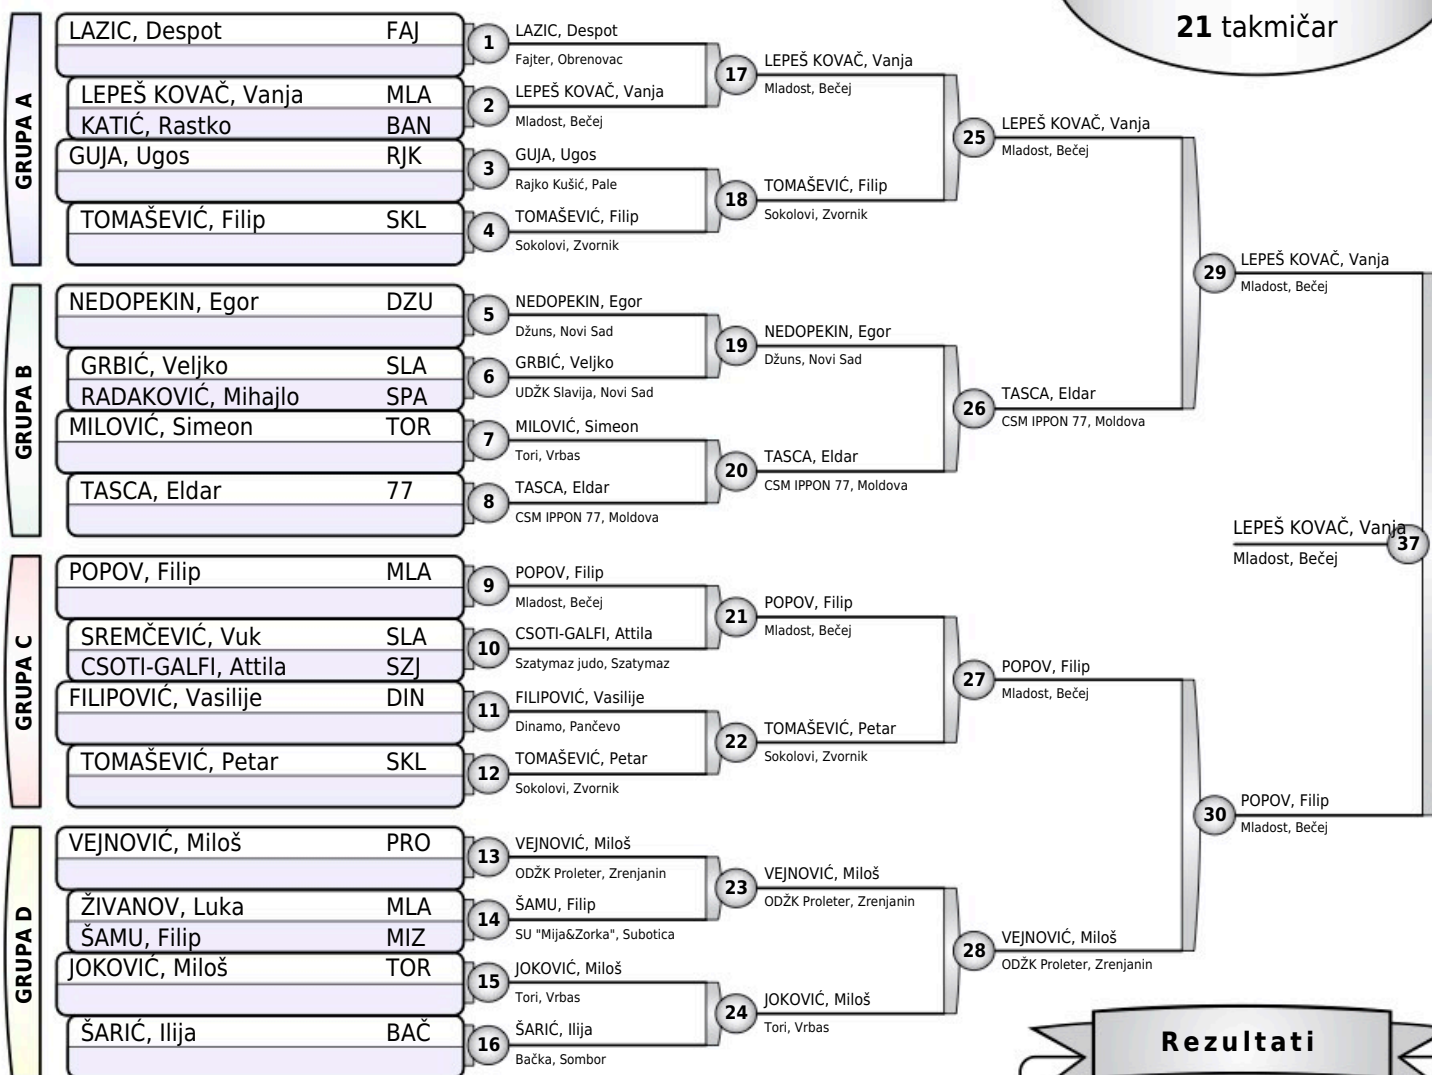 21 takmičar
GRUPA A
LAZIC, Despot FAJ
LEPEŠ KOVAČ, Vanja MLA
KATIĆ, Rastko BAN
GUJA, Ugos RJK
TOMAŠEVIĆ, Filip SKL
1
LAZIC, Despot
Fajter, Obrenovac
2
LEPEŠ KOVAČ, Vanja
Mladost, Bečej
3
GUJA, Ugos
Rajko Kušić, Pale
4
TOMAŠEVIĆ, Filip
Sokolovi, Zvornik
17
LEPEŠ KOVAČ, Vanja
Mladost, Bečej
18
TOMAŠEVIĆ, Filip
Sokolovi, Zvornik
25
LEPEŠ KOVAČ, Vanja
Mladost, Bečej
GRUPA B
NEDOPEKIN, Egor DZU
GRBIĆ, Veljko SLA
RADAKOVIĆ, Mihajlo SPA
MILOVIĆ, Simeon TOR
TASCA, Eldar 77
5
NEDOPEKIN, Egor
Džuns, Novi Sad
6
GRBIĆ, Veljko
UDŽK Slavija, Novi Sad
7
MILOVIĆ, Simeon
Tori, Vrbas
8
TASCA, Eldar
CSM IPPON 77, Moldova
19
NEDOPEKIN, Egor
Džuns, Novi Sad
20
TASCA, Eldar
CSM IPPON 77, Moldova
26
TASCA, Eldar
CSM IPPON 77, Moldova
29
LEPEŠ KOVAČ, Vanja
Mladost, Bečej
GRUPA C
POPOV, Filip MLA
SREMČEVIĆ, Vuk SLA
CSOTI-GALFI, Attila SZJ
FILIPOVIĆ, Vasilije DIN
TOMAŠEVIĆ, Petar SKL
9
POPOV, Filip
Mladost, Bečej
10
CSOTI-GALFI, Attila
Szatymaz judo, Szatymaz
11
FILIPOVIĆ, Vasilije
Dinamo, Pančevo
12
TOMAŠEVIĆ, Petar
Sokolovi, Zvornik
21
POPOV, Filip
Mladost, Bečej
22
TOMAŠEVIĆ, Petar
Sokolovi, Zvornik
27
POPOV, Filip
Mladost, Bečej
GRUPA D
VEJNOVIĆ, Miloš PRO
ŽIVANOV, Luka MLA
ŠAMU, Filip MIZ
JOKOVIĆ, Miloš TOR
ŠARIĆ, Ilija BAČ
13
VEJNOVIĆ, Miloš
ODŽK Proleter, Zrenjanin
14
ŠAMU, Filip
SU "Mija&Zorka", Subotica
15
JOKOVIĆ, Miloš
Tori, Vrbas
16
ŠARIĆ, Ilija
Bačka, Sombor
23
VEJNOVIĆ, Miloš
ODŽK Proleter, Zrenjanin
24
JOKOVIĆ, Miloš
Tori, Vrbas
28
VEJNOVIĆ, Miloš
ODŽK Proleter, Zrenjanin
30
POPOV, Filip
Mladost, Bečej
LEPEŠ KOVAČ, Vanja
37
Mladost, Bečej
Rezultati